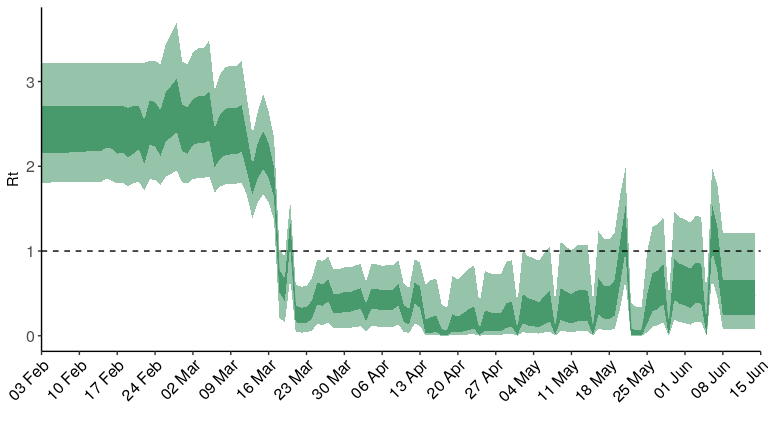 3
2
1
0
Rt
03 Feb
10 Feb
17 Feb
24 Feb
02 Mar
09 Mar
16 Mar
23 Mar
30 Mar
06 Apr
13 Apr
20 Apr
27 Apr
04 May
11 May
18 May
25 May
01 Jun
08 Jun
15 Jun